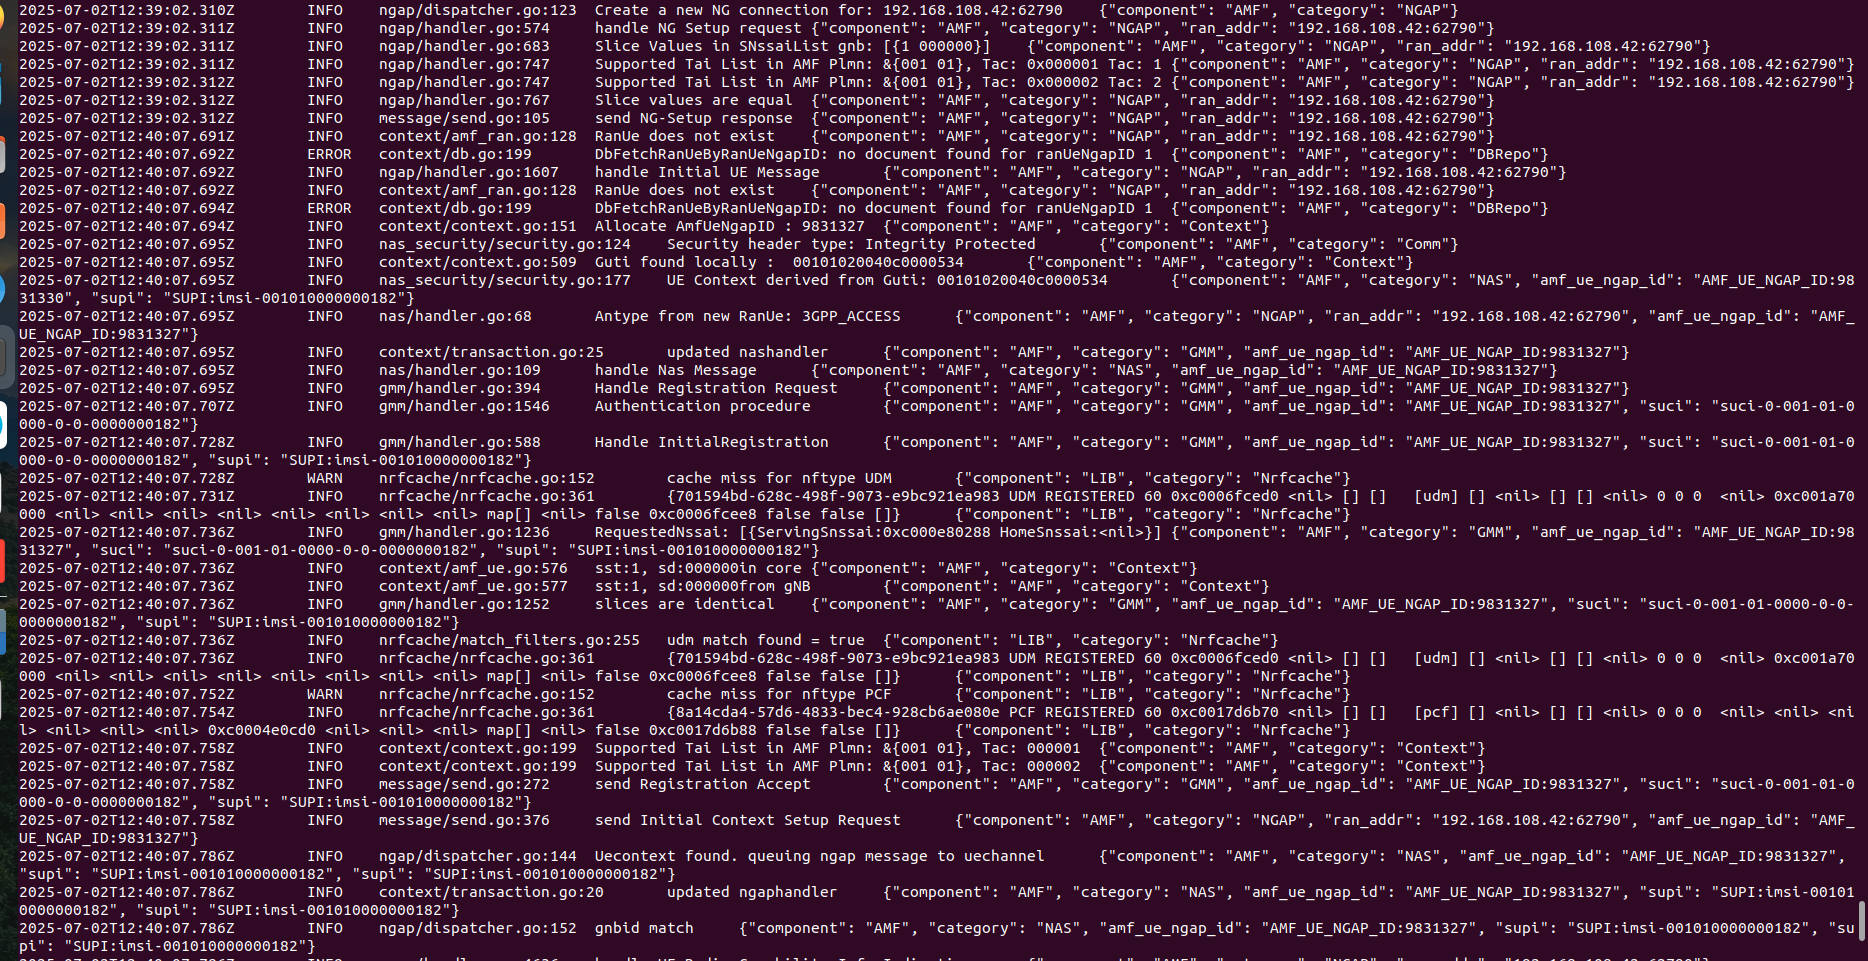 2025-07-02T12:39:02.310Z INFO ngap/dispatcher.go:123 Create a new NG connection for: 192.168.108.42:62790 {"component": "AMF", "category": "NGAP"}
2025-07-02T12:39:02.311Z INFO ngap/handler.go:574 handle NG Setup request {"component": "AMF", "category": "NGAP", "ran_addr": "192.168.108.42:62790"}
2025-07-02T12:39:02.311Z INFO ngap/handler.go:683 Slice Values in SNssaiList gnb: [{1 000000}] {"component": "AMF", "category": "NGAP", "ran_addr": "192.168.108.42:62790"}
2025-07-02T12:39:02.311Z INFO ngap/handler.go:747 Supported Tai List in AMF Plmn: &{001 01}, Tac: 0x000001 Tac: 1 {"component": "AMF", "category": "NGAP", "ran_addr": "192.168.108.42:62790"}
2025-07-02T12:39:02.312Z INFO ngap/handler.go:747 Supported Tai List in AMF Plmn: &{001 01}, Tac: 0x000002 Tac: 2 {"component": "AMF", "category": "NGAP", "ran_addr": "192.168.108.42:62790"}
2025-07-02T12:39:02.312Z INFO ngap/handler.go:767 Slice values are equal {"component": "AMF", "category": "NGAP", "ran_addr": "192.168.108.42:62790"}
2025-07-02T12:39:02.312Z INFO message/send.go:105 send NG-Setup response {"component": "AMF", "category": "NGAP", "ran_addr": "192.168.108.42:62790"}
2025-07-02T12:40:07.691Z INFO context/amf_ran.go:128 RanUe does not exist {"component": "AMF", "category": "NGAP", "ran_addr": "192.168.108.42:62790"}
2025-07-02T12:40:07.692Z ERROR context/db.go:199 DbFetchRanUeByRanUeNgapID: no document found for ranUeNgapID 1 {"component": "AMF", "category": "DBRepo"}
2025-07-02T12:40:07.692Z INFO ngap/handler.go:1607 handle Initial UE Message {"component": "AMF", "category": "NGAP", "ran_addr": "192.168.108.42:62790"}
2025-07-02T12:40:07.692Z INFO context/amf_ran.go:128 RanUe does not exist {"component": "AMF", "category": "NGAP", "ran_addr": "192.168.108.42:62790"}
2025-07-02T12:40:07.694Z ERROR context/db.go:199 DbFetchRanUeByRanUeNgapID: no document found for ranUeNgapID 1 {"component": "AMF", "category": "DBRepo"}
2025-07-02T12:40:07.694Z INFO context/context.go:151 Allocate AmfUeNgapID : 9831327 {"component": "AMF", "category": "Context"}
2025-07-02T12:40:07.695Z INFO nas_security/security.go:124 Security header type: Integrity Protected {"component": "AMF", "category": "Comm"}
2025-07-02T12:40:07.695Z INFO context/context.go:509 Guti found locally : 00101020040c0000534 {"component": "AMF", "category": "Context"}
2025-07-02T12:40:07.695Z INFO nas_security/security.go:177 UE Context derived from Guti: 00101020040c0000534 {"component": "AMF", "category": "NAS", "amf_ue_ngap_id": "AMF_UE_NGAP_ID:98
31330", "supi": "SUPI:imsi-001010000000182"}
2025-07-02T12:40:07.695Z INFO nas/handler.go:68 Antype from new RanUe: 3GPP_ACCESS {"component": "AMF", "category": "NGAP", "ran_addr": "192.168.108.42:62790", "amf_ue_ngap_id": "AMF_
UE_NGAP_ID:9831327"}
2025-07-02T12:40:07.695Z INFO context/transaction.go:25 updated nashandler {"component": "AMF", "category": "GMM", "amf_ue_ngap_id": "AMF_UE_NGAP_ID:9831327"}
2025-07-02T12:40:07.695Z INFO nas/handler.go:109 handle Nas Message {"component": "AMF", "category": "NAS", "amf_ue_ngap_id": "AMF_UE_NGAP_ID:9831327"}
2025-07-02T12:40:07.695Z INFO gmm/handler.go:394 Handle Registration Request {"component": "AMF", "category": "GMM", "amf_ue_ngap_id": "AMF_UE_NGAP_ID:9831327"}
2025-07-02T12:40:07.707Z INFO gmm/handler.go:1546 Authentication procedure {"component": "AMF", "category": "GMM", "amf_ue_ngap_id": "AMF_UE_NGAP_ID:9831327", "suci": "suci-0-001-01-0
000-0-0-0000000182"}
2025-07-02T12:40:07.728Z INFO gmm/handler.go:588 Handle InitialRegistration {"component": "AMF", "category": "GMM", "amf_ue_ngap_id": "AMF_UE_NGAP_ID:9831327", "suci": "suci-0-001-01-0
000-0-0-0000000182", "supi": "SUPI:imsi-001010000000182"}
2025-07-02T12:40:07.728Z WARN nrfcache/nrfcache.go:152 cache miss for nftype UDM {"component": "LIB", "category": "Nrfcache"}
2025-07-02T12:40:07.731Z INFO nrfcache/nrfcache.go:361 {701594bd-628c-498f-9073-e9bc921ea983 UDM REGISTERED 60 0xc0006fced0 <nil> [] [] [udm] [] <nil> [] [] <nil> 0 0 0 <nil> 0xc001a70
000 <nil> <nil> <nil> <nil> <nil> <nil> <nil> map[] <nil> false 0xc0006fcee8 false false []} {"component": "LIB", "category": "Nrfcache"}
2025-07-02T12:40:07.736Z INFO gmm/handler.go:1236 RequestedNssai: [{ServingSnssai:0xc000e80288 HomeSnssai:<nil>}] {"component": "AMF", "category": "GMM", "amf_ue_ngap_id": "AMF_UE_NGAP_ID:98
31327", "suci": "suci-0-001-01-0000-0-0-0000000182", "supi": "SUPI:imsi-001010000000182"}
2025-07-02T12:40:07.736Z INFO context/amf_ue.go:576 sst:1, sd:000000in core {"component": "AMF", "category": "Context"}
2025-07-02T12:40:07.736Z INFO context/amf_ue.go:577 sst:1, sd:000000from gNB {"component": "AMF", "category": "Context"}
2025-07-02T12:40:07.736Z INFO gmm/handler.go:1252 slices are identical {"component": "AMF", "category": "GMM", "amf_ue_ngap_id": "AMF_UE_NGAP_ID:9831327", "suci": "suci-0-001-01-0000-0-0-
0000000182", "supi": "SUPI:imsi-001010000000182"}
2025-07-02T12:40:07.736Z INFO nrfcache/match_filters.go:255 udm match found = true {"component": "LIB", "category": "Nrfcache"}
2025-07-02T12:40:07.736Z INFO nrfcache/nrfcache.go:361 {701594bd-628c-498f-9073-e9bc921ea983 UDM REGISTERED 60 0xc0006fced0 <nil> [] [] [udm] [] <nil> [] [] <nil> 0 0 0 <nil> 0xc001a70
000 <nil> <nil> <nil> <nil> <nil> <nil> <nil> map[] <nil> false 0xc0006fcee8 false false []} {"component": "LIB", "category": "Nrfcache"}
2025-07-02T12:40:07.752Z WARN nrfcache/nrfcache.go:152 cache miss for nftype PCF {"component": "LIB", "category": "Nrfcache"}
2025-07-02T12:40:07.754Z INFO nrfcache/nrfcache.go:361 {8a14cda4-57d6-4833-bec4-928cb6ae080e PCF REGISTERED 60 0xc0017d6b70 <nil> [] [] [pcf] [] <nil> [] [] <nil> 0 0 0 <nil> <nil> <ni
l> <nil> <nil> <nil> 0xc0004e0cd0 <nil> <nil> <nil> map[] <nil> false 0xc0017d6b88 false false []} {"component": "LIB", "category": "Nrfcache"}
2025-07-02T12:40:07.758Z INFO context/context.go:199 Supported Tai List in AMF Plmn: &{001 01}, Tac: 000001 {"component": "AMF", "category": "Context"}
2025-07-02T12:40:07.758Z INFO context/context.go:199 Supported Tai List in AMF Plmn: &{001 01}, Tac: 000002 {"component": "AMF", "category": "Context"}
2025-07-02T12:40:07.758Z INFO message/send.go:272 send Registration Accept {"component": "AMF", "category": "GMM", "amf_ue_ngap_id": "AMF_UE_NGAP_ID:9831327", "suci": "suci-0-001-01-0
000-0-0-0000000182", "supi": "SUPI:imsi-001010000000182"}
2025-07-02T12:40:07.758Z INFO message/send.go:376 send Initial Context Setup Request {"component": "AMF", "category": "NGAP", "ran_addr": "192.168.108.42:62790", "amf_ue_ngap_id": "AMF_
UE_NGAP_ID:9831327"}
2025-07-02T12:40:07.786Z INFO ngap/dispatcher.go:144 Uecontext found. queuing ngap message to uechannel {"component": "AMF", "category": "NAS", "amf_ue_ngap_id": "AMF_UE_NGAP_ID:9831327",
"supi": "SUPI:imsi-001010000000182", "supi": "SUPI:imsi-001010000000182"}
2025-07-02T12:40:07.786Z INFO context/transaction.go:20 updated ngaphandler {"component": "AMF", "category": "NAS", "amf_ue_ngap_id": "AMF_UE_NGAP_ID:9831327", "supi": "SUPI:imsi-00101
0000000182", "supi": "SUPI:imsi-001010000000182"}
2025-07-02T12:40:07.786Z INFO ngap/dispatcher.go:152 gnbid match {"component": "AMF", "category": "NAS", "amf_ue_ngap_id": "AMF_UE_NGAP_ID:9831327", "supi": "SUPI:imsi-001010000000182", "su
pi": "SUPI:imsi-001010000000182"}